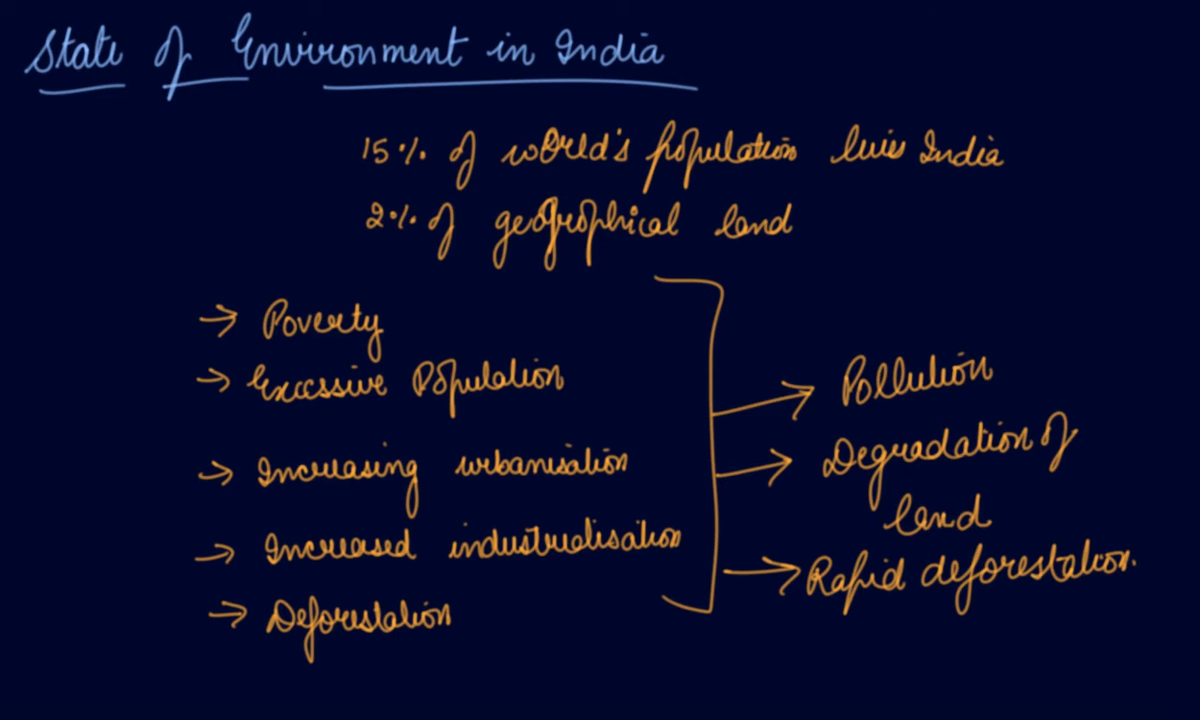 State of Environment in India
15% of world's population lives India
2% of geographical land
→ Poverty
→ Excessive Population
→ Increasing urbanisation
→ Increased industrialisation
→ Deforestation
→ Pollution
→ Degradation of
land
→ Rapid deforestation.